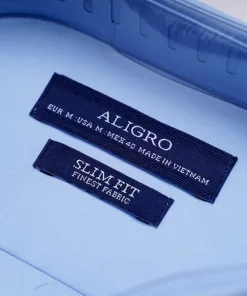 ALIGRO
EUR M : USA M : MEX 40 MADE IN VIETNAM
SLIM FIT
FINEST FABRIC